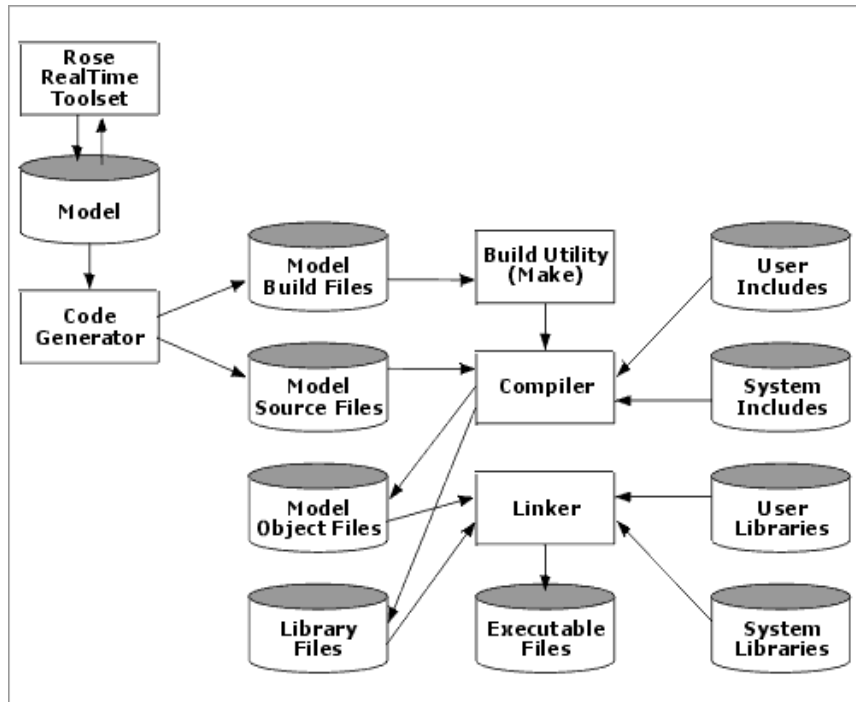 Rose
RealTime
Toolset
Model
Code
Generator
Model
Build Files
Build Utility
(Make)
User
Includes
Model
Source Files
Compiler
System
Includes
Model
Object Files
Linker
User
Libraries
Library
Files
Executable
Files
System
Libraries